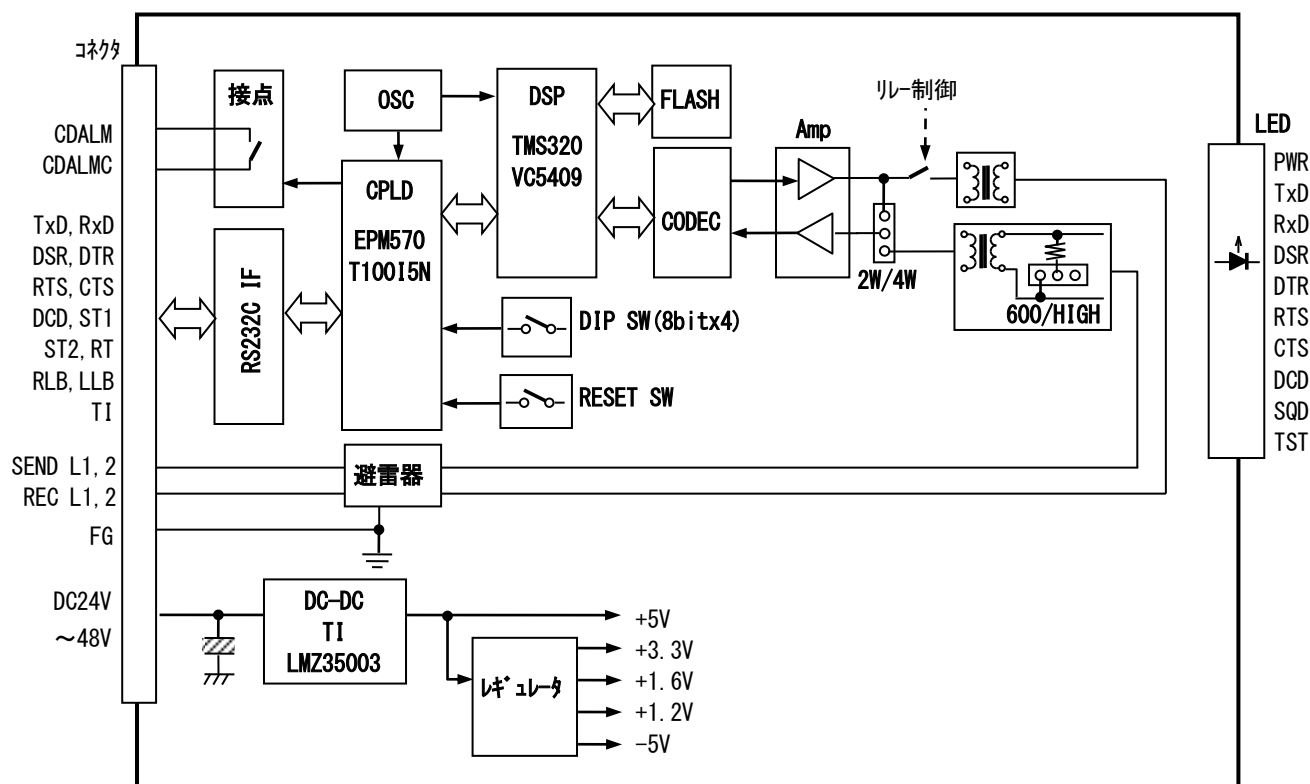 コネクタ
CDALM
CDALMC
TxD, RxD
DSR, DTR
RTS, CTS
DCD, ST1
ST2, RT
RLB, LLB
TI
SEND L1, 2
REC L1, 2
FG
DC24V
～48V
接点
RS232C IF
OSC
CPLD
EPM570
T100I5N
DSP
TMS320
VC5409
FLASH
CODEC
Amp
リレー制御
2W/4W
600/HIGH
DIP SW(8bitx4)
RESET SW
避雷器
DC-DC
TI
LMZ35003
レギュレータ
+5V
+3.3V
+1.6V
+1.2V
-5V
LED
PWR
TxD
RxD
DSR
DTR
RTS
CTS
DCD
SQD
TST